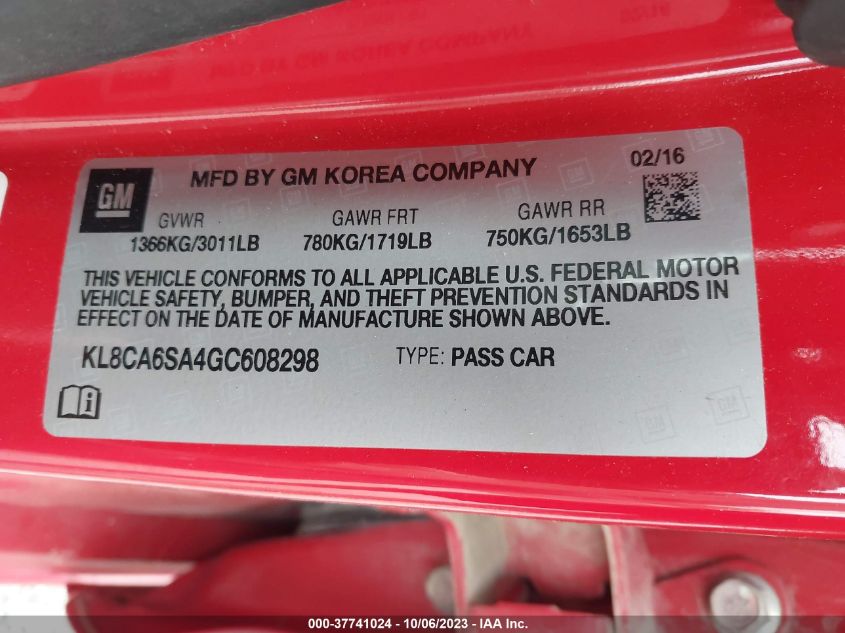 MFD BY GM KOREA COMPANY
02/16
GM
GVWR
GAWR FRT
GAWR RR
1366KG/3011LB
780KG/1719LB
750KG/1653LB
THIS VEHICLE CONFORMS TO ALL APPLICABLE U.S. FEDERAL MOTOR
VEHICLE SAFETY, BUMPER, AND THEFT PREVENTION STANDARDS IN
EFFECT ON THE DATE OF MANUFACTURE SHOWN ABOVE.
KL8CA6SA4GC608298
TYPE: PASS CAR
000-37741024 - 10/06/2023 - IAA Inc.